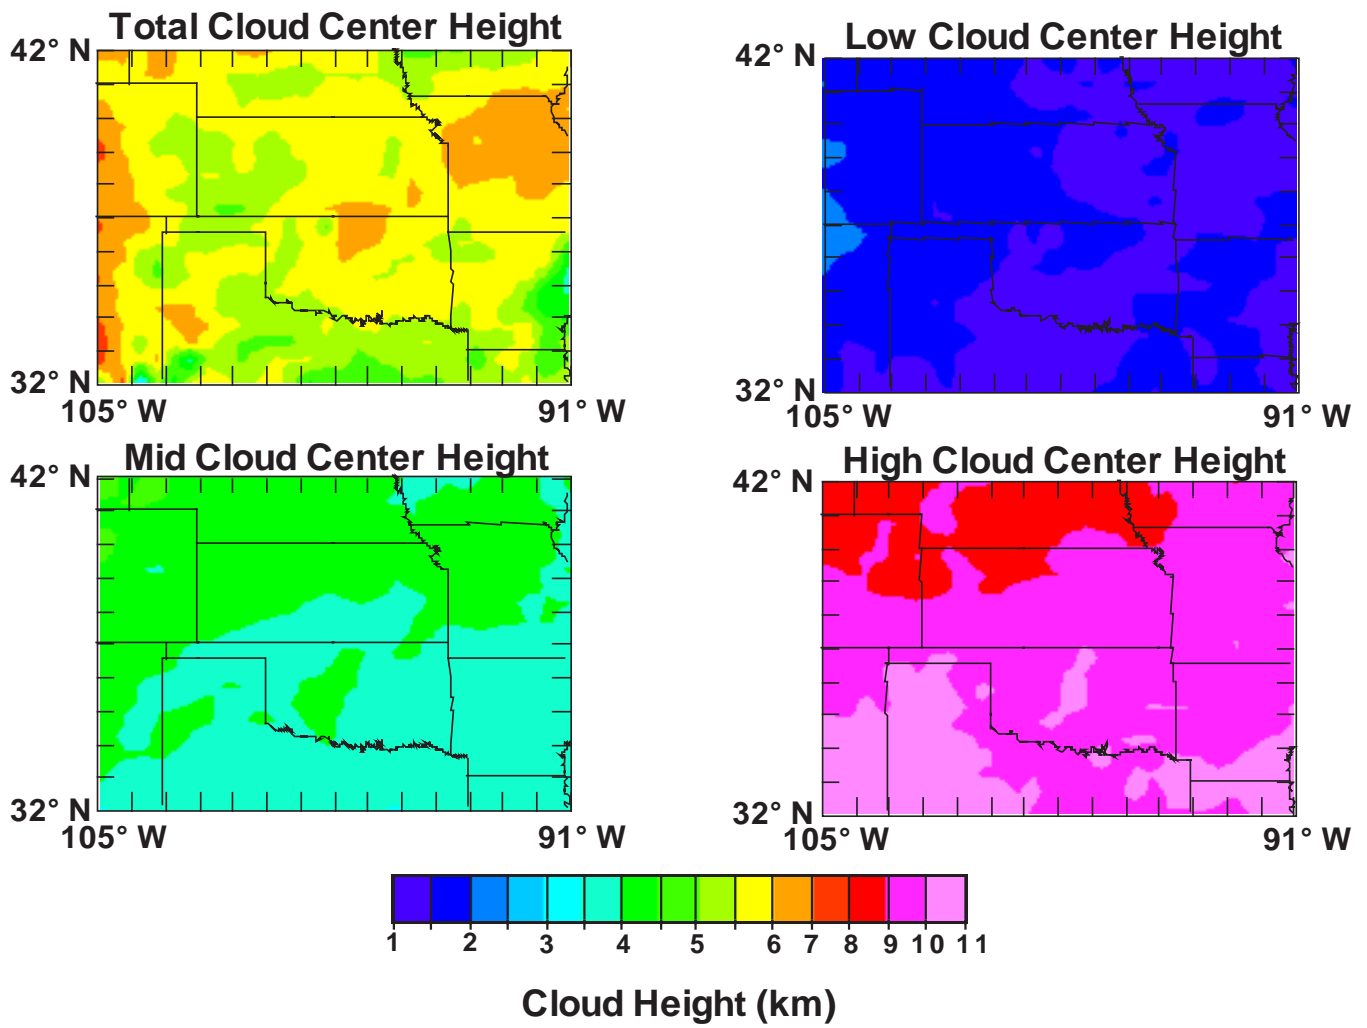 Total Cloud Center Height
42° N
32° N
105° W
91° W
Low Cloud Center Height
42° N
32° N
105° W
91° W
Mid Cloud Center Height
42° N
32° N
105° W
91° W
High Cloud Center Height
42° N
32° N
105° W
91° W
1 2 3 4 5 6 7 8 9 10 11
Cloud Height (km)